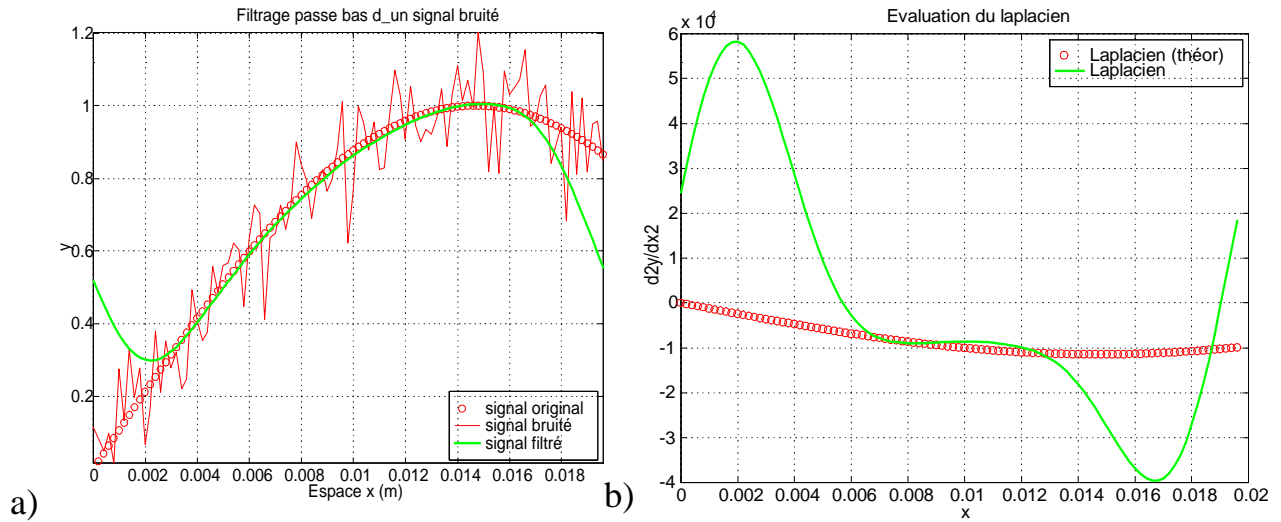 Filtrage passe bas d_un signal bruité
1.2
1
0.8
0.6
0.4
0.2
y
signal original
signal bruité
signal filtré
0 0.002 0.004 0.006 0.008 0.01 0.012 0.014 0.016 0.018
Espace x (m)
a)
Evaluation du laplacien
x 10^4
6
5
4
3
2
1
0
-1
-2
-3
-4
d2y/dx2
Laplacien (théor)
Laplacien
0 0.002 0.004 0.006 0.008 0.01 0.012 0.014 0.016 0.018 0.02
x
b)